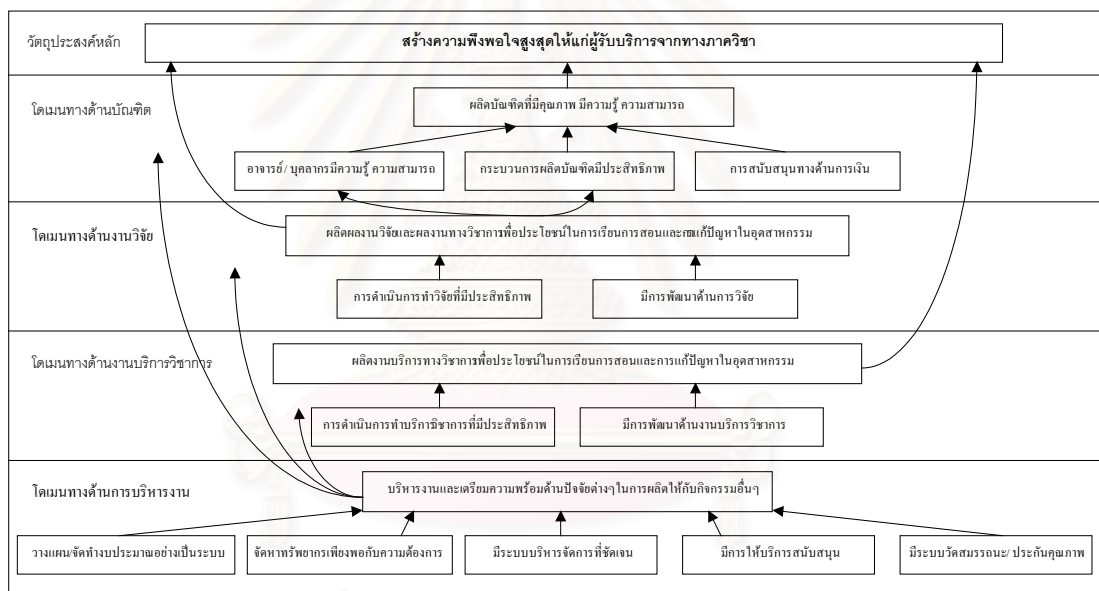 วัตถุประสงค์หลัก
สร้างความพึงพอใจสูงสุดให้แก่ผู้รับบริการจากทางภาควิชา
โดเมนทางด้านบัณฑิต
ผลิตบัณฑิตที่มีคุณภาพ มีความรู้ ความสามารถ
อาจารย์/ บุคลากรมีความรู้ ความสามารถ
กระบวนการผลิตบัณฑิตมีประสิทธิภาพ
การสนับสนุนทางด้านการเงิน
โดเมนทางด้านงานวิจัย
ผลิตผลงานวิจัยและผลงานทางวิชาการเพื่อประโยชน์ในการเรียนการสอนและการแก้ปัญหาในอุตสาหกรรม
การดำเนินการทำวิจัยที่มีประสิทธิภาพ
มีการพัฒนาด้านการวิจัย
โดเมนทางด้านงานบริการวิชาการ
ผลิตงานบริการทางวิชาการเพื่อประโยชน์ในการเรียนการสอนและการแก้ปัญหาในอุตสาหกรรม
การดำเนินการทำบริการวิชาการที่มีประสิทธิภาพ
มีการพัฒนาด้านงานบริการวิชาการ
โดเมนทางด้านการบริหารงาน
บริหารงานและเตรียมความพร้อมด้านปัจจัยต่างๆในการผลิตให้กับกิจกรรมอื่นๆ
วางแผน/จัดทำงบประมาณอย่างเป็นระบบ
จัดหาทรัพยากรเพียงพอกับความต้องการ
มีระบบบริหารจัดการที่ชัดเจน
มีการให้บริการสนับสนุน
มีระบบวัดสมรรถนะ/ ประกันคุณภาพ